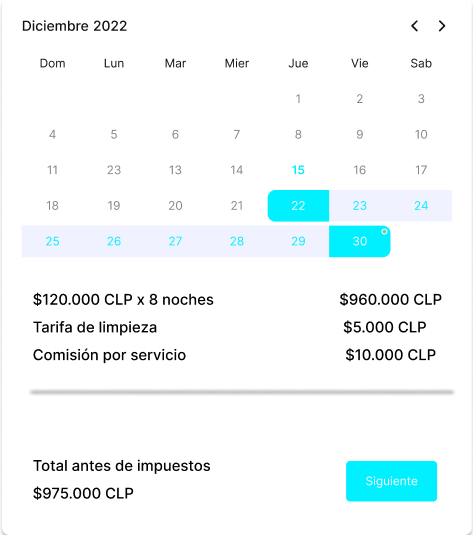 Diciembre 2022
Dom Lun Mar Mier Jue Vie Sab
1 2 3
4 5 6 7 8 9 10
11 23 13 14 15 16 17
18 19 20 21 22 23 24
25 26 27 28 29 30
$120.000 CLP x 8 noches $960.000 CLP
Tarifa de limpieza $5.000 CLP
Comisión por servicio $10.000 CLP
Total antes de impuestos
$975.000 CLP
Siguiente